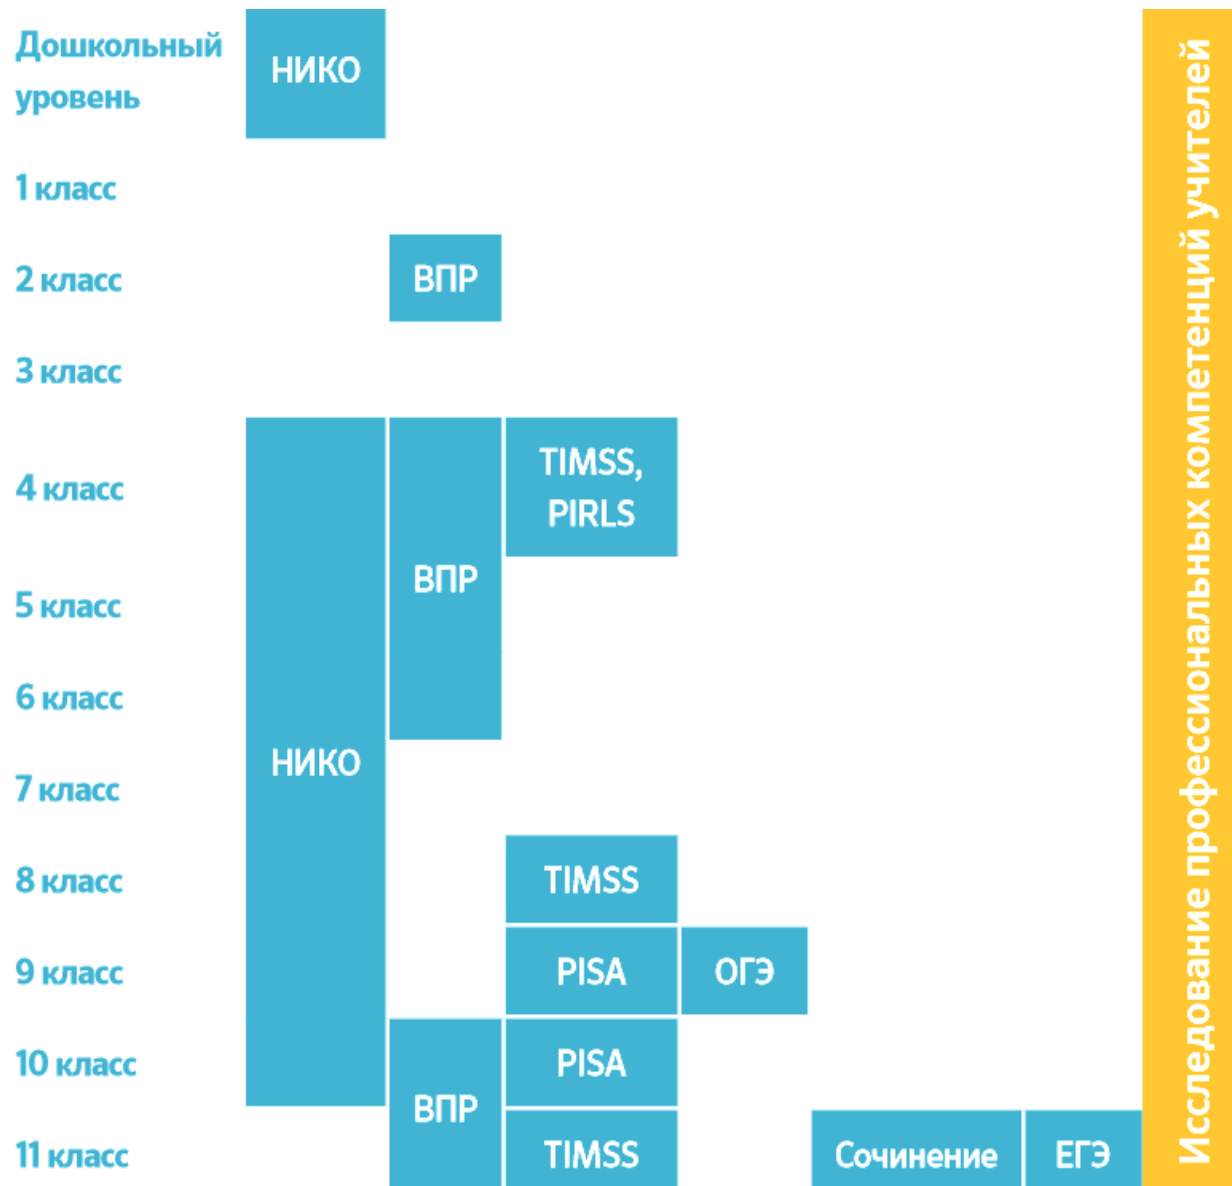 Дошкольный
уровень
НИКО
1 класс
2 класс
ВПР
3 класс
4 класс
TIMSS,
PIRLS
ВПР
5 класс
6 класс
НИКО
7 класс
8 класс
TIMSS
9 класс
PISA
ОГЭ
10 класс
PISA
ВПР
11 класс
TIMSS
Сочинение
ЕГЭ
Исследование профессиональных компетенций учителей